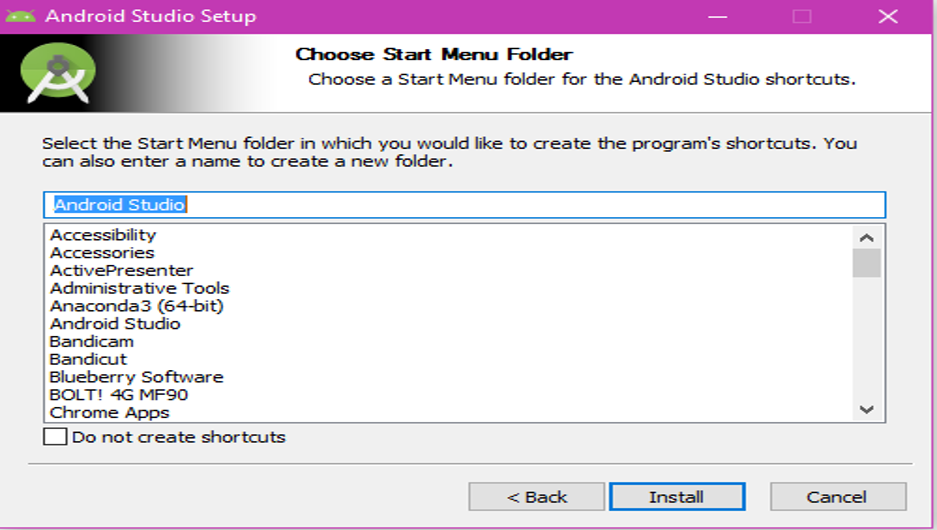 Android Studio Setup
Choose Start Menu Folder
Choose a Start Menu folder for the Android Studio shortcuts.
Select the Start Menu folder in which you would like to create the program's shortcuts. You
can also enter a name to create a new folder.
Android Studio
Accessibility
Accessories
ActivePresenter
Administrative Tools
Anaconda3 (64-bit)
Android Studio
Bandicam
Bandicut
Blueberry Software
BOLT! 4G MF90
Chrome Apps
Do not create shortcuts
< Back
Install
Cancel